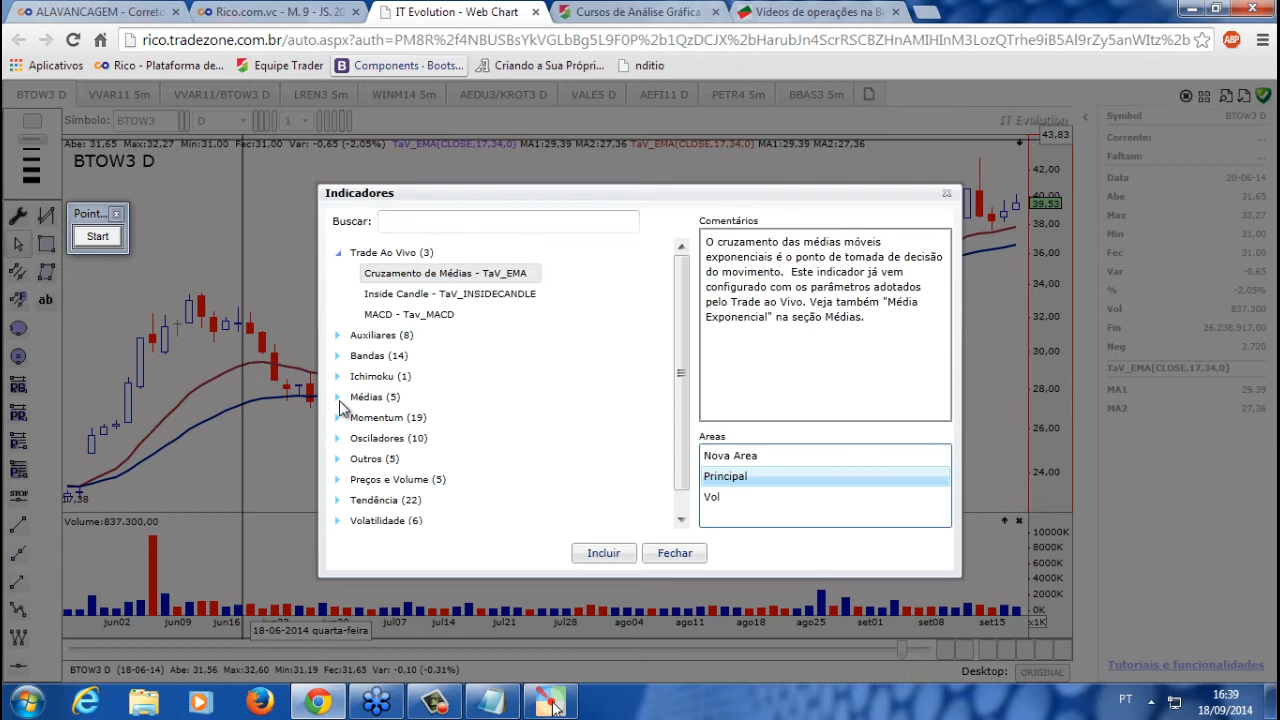 ALAVANCAGEM - Correto
Rico.com.vc - M. 9 - JS. 20
IT Evolution - Web Chart
Cursos de Análise Gráfica
Vídeos de operações na B
Aplicativos
Rico - Plataforma de...
Equipe Trader
Components · Boots...
Criando a Sua Própri...
nditio
BTOW3 D
VVAR11 5m
VVAR11/BTOW3 D
LREN3 5m
WINM14 5m
AEDU3/KROT3 D
VALE5 D
AEFI11 D
PETR4 5m
BBAS3 5m
Símbolo:
BTOW3
D
1
IT Evolution
Abe: 31,65 Max: 32,27 Min:31,00 Fec:31,00 Var: -0,65 (-2.05%) TaV_EMA(CLOSE,17,34,0) MA1:29,39 MA2:27,36 TaV_EMA(CLOSE,17,34,0) MA1:29,39 MA2:27,36
BTOW3 D
43,83
42,00
40,00
39,53
38,00
36,00
34,00
32,00
30,00
28,00
26,00
24,00
Point...
Start
ab
PG
PR
RG
RG
STOP
17,38
Indicadores
Buscar:
Trade Ao Vivo (3)
Cruzamento de Médias - TaV_EMA
Inside Candle - TaV_INSIDECANDLE
MACD - Tav_MACD
Auxiliares (8)
Bandas (14)
Ichimoku (1)
Médias (5)
Momentum (19)
Osciladores (10)
Outros (5)
Preços e Volume (5)
Tendência (22)
Volatilidade (6)
Comentários
O cruzamento das médias móveis
exponenciais é o ponto de tomada de decisão
do movimento. Este indicador já vem
configurado com os parâmetros adotados
pelo Trade ao Vivo. Veja também "Média
Exponencial" na seção Médias.
Areas
Nova Area
Principal
Vol
Incluir
Fechar
Symbol BTOW3 D
Corrente: ...
Faltam: ...
Data 20-06-14
Abe 31,65
Max 32,27
Min 31,00
Fec 31,00
Var -0,65
% -2.05%
Vol 837.300
Fin 26.238.917,00
Neg 2.720
TaV_EMA(CLOSE,17,34,0)
MA1 29,39
MA2 27,36
Volume:837.300,00
10000K
8000K
6000K
4000K
2000K
0K
x1K
jun02
jun09
jun16
jul07
jul14
jul21
jul28
ago04
ago11
ago18
ago25
set01
set08
set15
18-06-2014 quarta-feira
BTOW3 D (18-06-14) Abe: 31,56 Max:32,60 Min:31,19 Fec:31,65 Var: -0,10 (-0,31%)
Desktop:
ORIGINAL
Tutoriais e funcionalidades
PT
16:39
18/09/2014